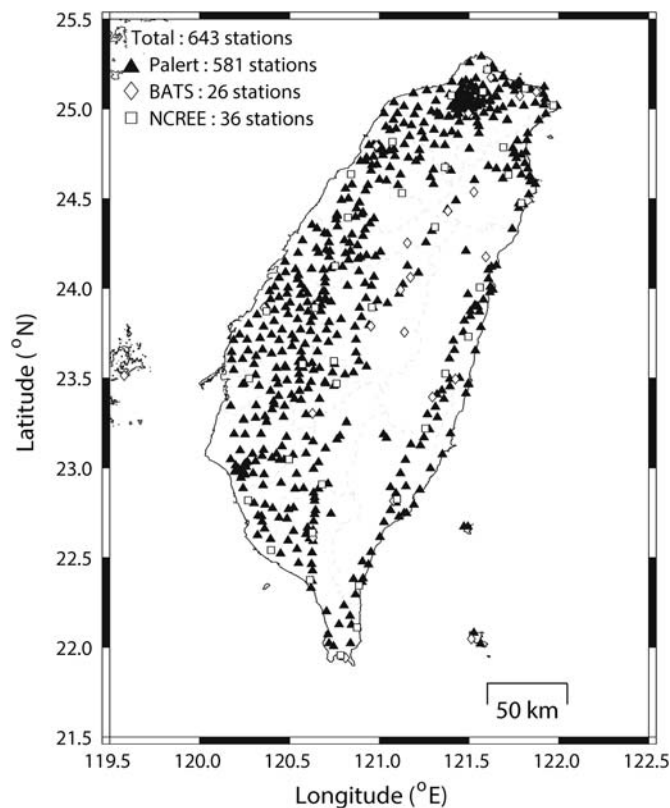 Total : 643 stations
Palert : 581 stations
BATS : 26 stations
NCREE : 36 stations
25.5
25.0
24.5
24.0
23.5
23.0
22.5
22.0
21.5
Latitude (°N)
50 km
119.5 120.0 120.5 121.0 121.5 122.0 122.5
Longitude (°E)